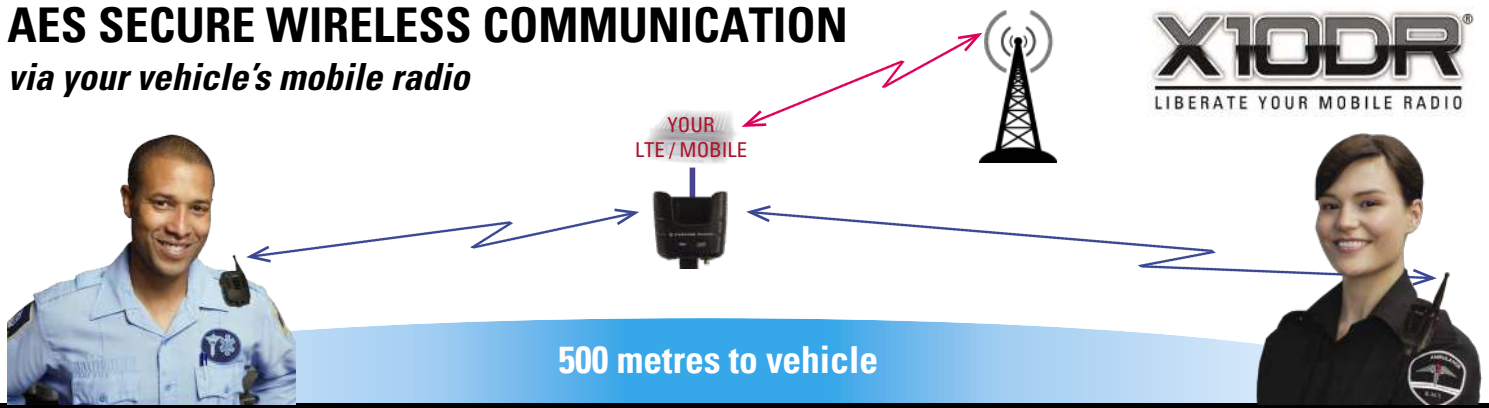 AES SECURE WIRELESS COMMUNICATION
via your vehicle's mobile radio
X10DR®
LIBERATE YOUR MOBILE RADIO
YOUR
LTE / MOBILE
500 metres to vehicle
AMBULANCE